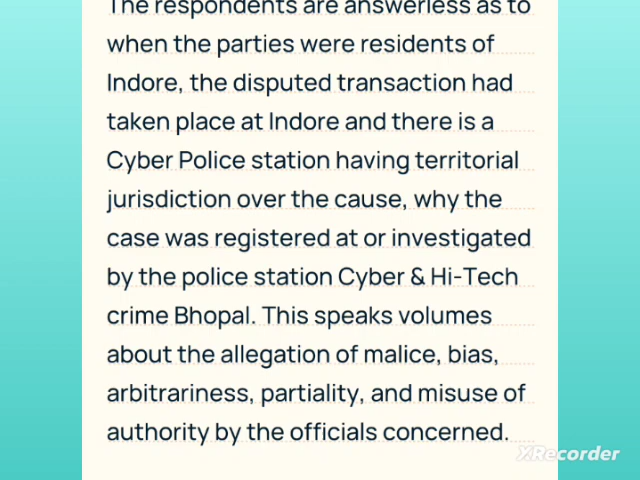 The respondents are answerless as to
when the parties were residents of
Indore, the disputed transaction had
taken place at Indore and there is a
Cyber Police station having territorial
jurisdiction over the cause, why the
case was registered at or investigated
by the police station Cyber & Hi-Tech
crime Bhopal. This speaks volumes
about the allegation of malice, bias,
arbitrariness, partiality, and misuse of
authority by the officials concerned.
XRecorder